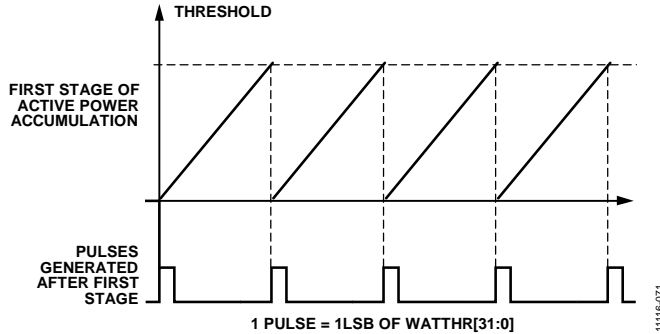 THRESHOLD
FIRST STAGE OF
ACTIVE POWER
ACCUMULATION
PULSES
GENERATED
AFTER FIRST
STAGE
1 PULSE = 1LSB OF WATTHR[31:0]
11116-071